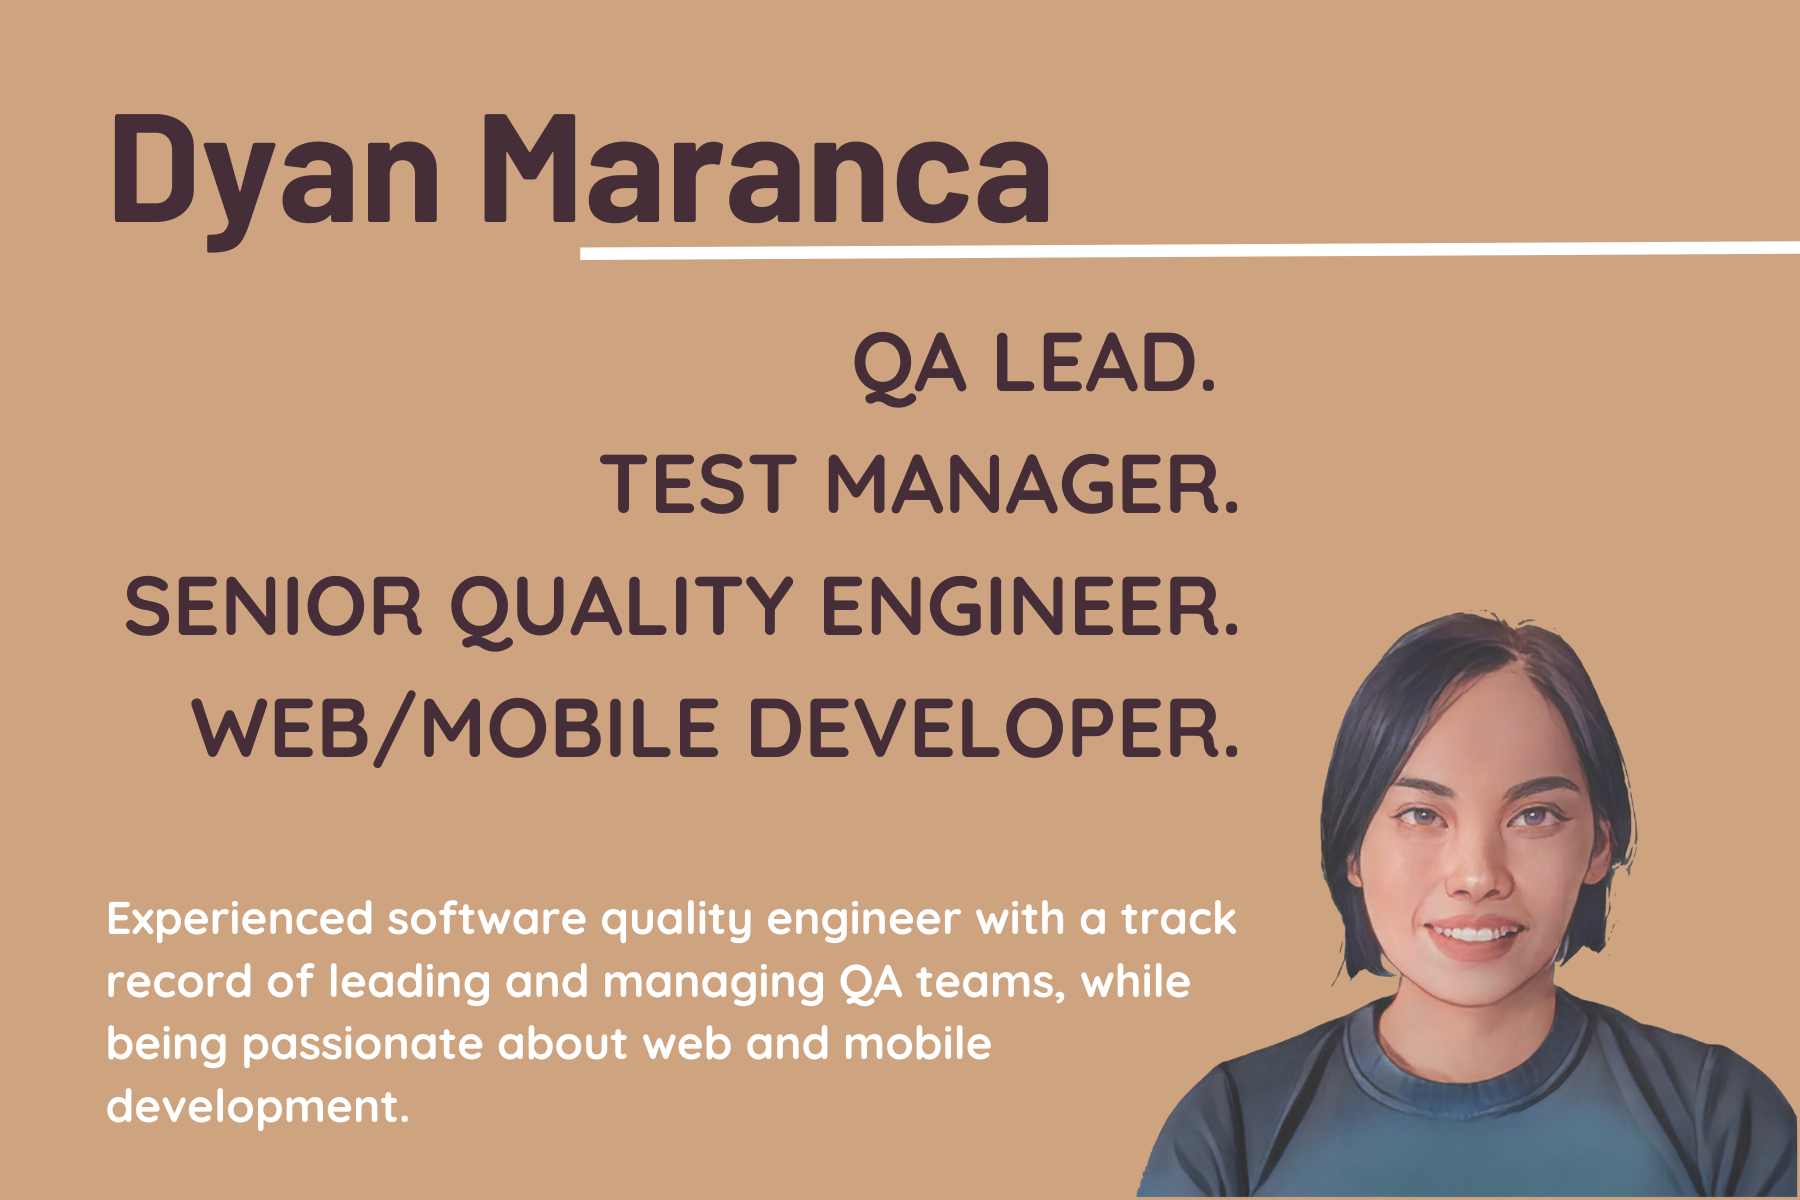 Dyan Maranca
QA LEAD.
TEST MANAGER.
SENIOR QUALITY ENGINEER.
WEB/MOBILE DEVELOPER.
Experienced software quality engineer with a track
record of leading and managing QA teams, while
being passionate about web and mobile
development.